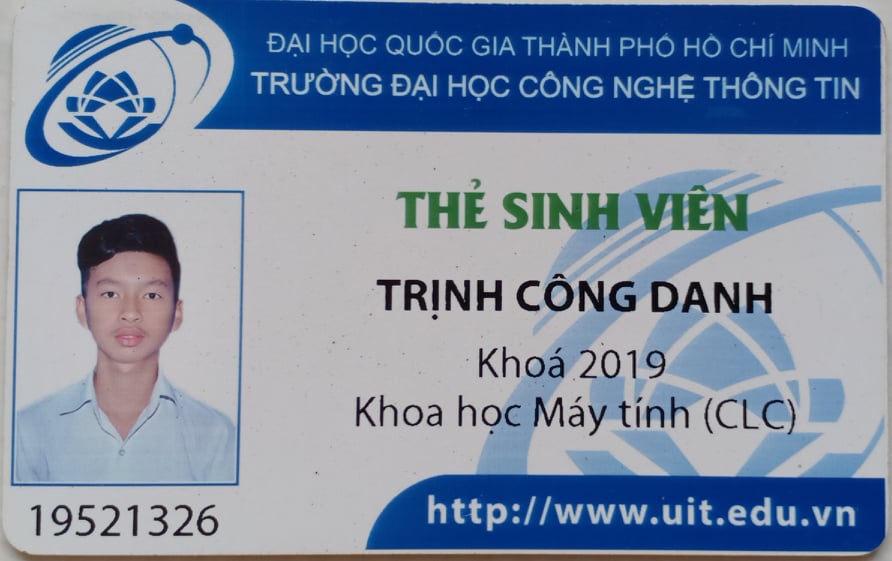 ĐẠI HỌC QUỐC GIA THÀNH PHỐ HỒ CHÍ MINH
TRƯỜNG ĐẠI HỌC CÔNG NGHỆ THÔNG TIN
THẺ SINH VIÊN
TRỊNH CÔNG DANH
Khoá 2019
Khoa học Máy tính (CLC)
19521326
http://www.uit.edu.vn